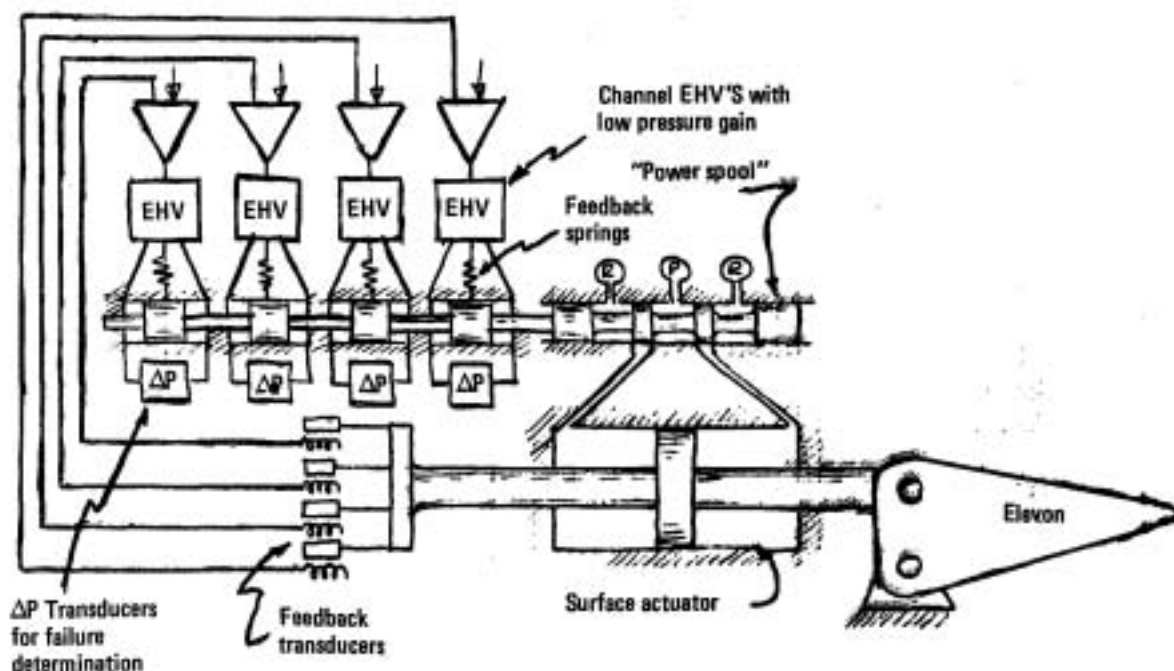 Channel EHV'S with
low pressure gain
"Power spool"
EHV
EHV
EHV
EHV
Feedback
springs
R
P
R
ΔP
ΔP
ΔP
ΔP
Elevon
ΔP Transducers
for failure
determination
Feedback
transducers
Surface actuator